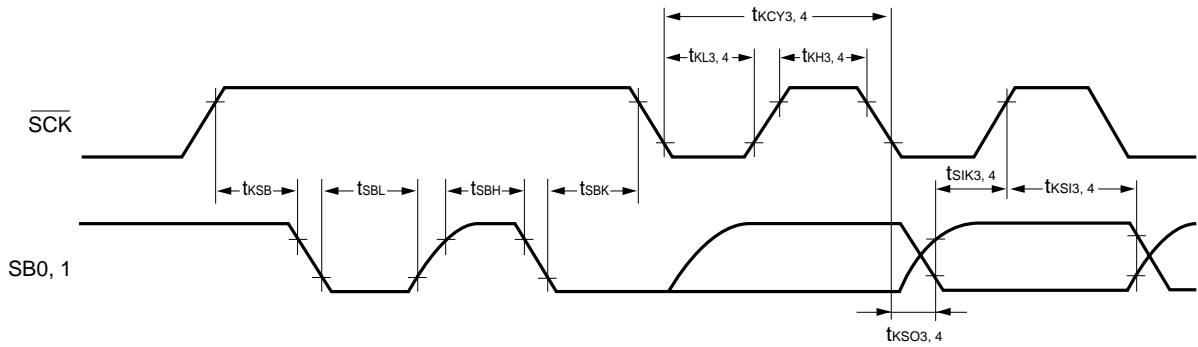 tKCY3, 4
tKL3, 4 tKH3, 4
SCK
tSIK3, 4
tKSB tSBL tSBH tSBK tKSI3, 4
SB0, 1
tKSO3, 4